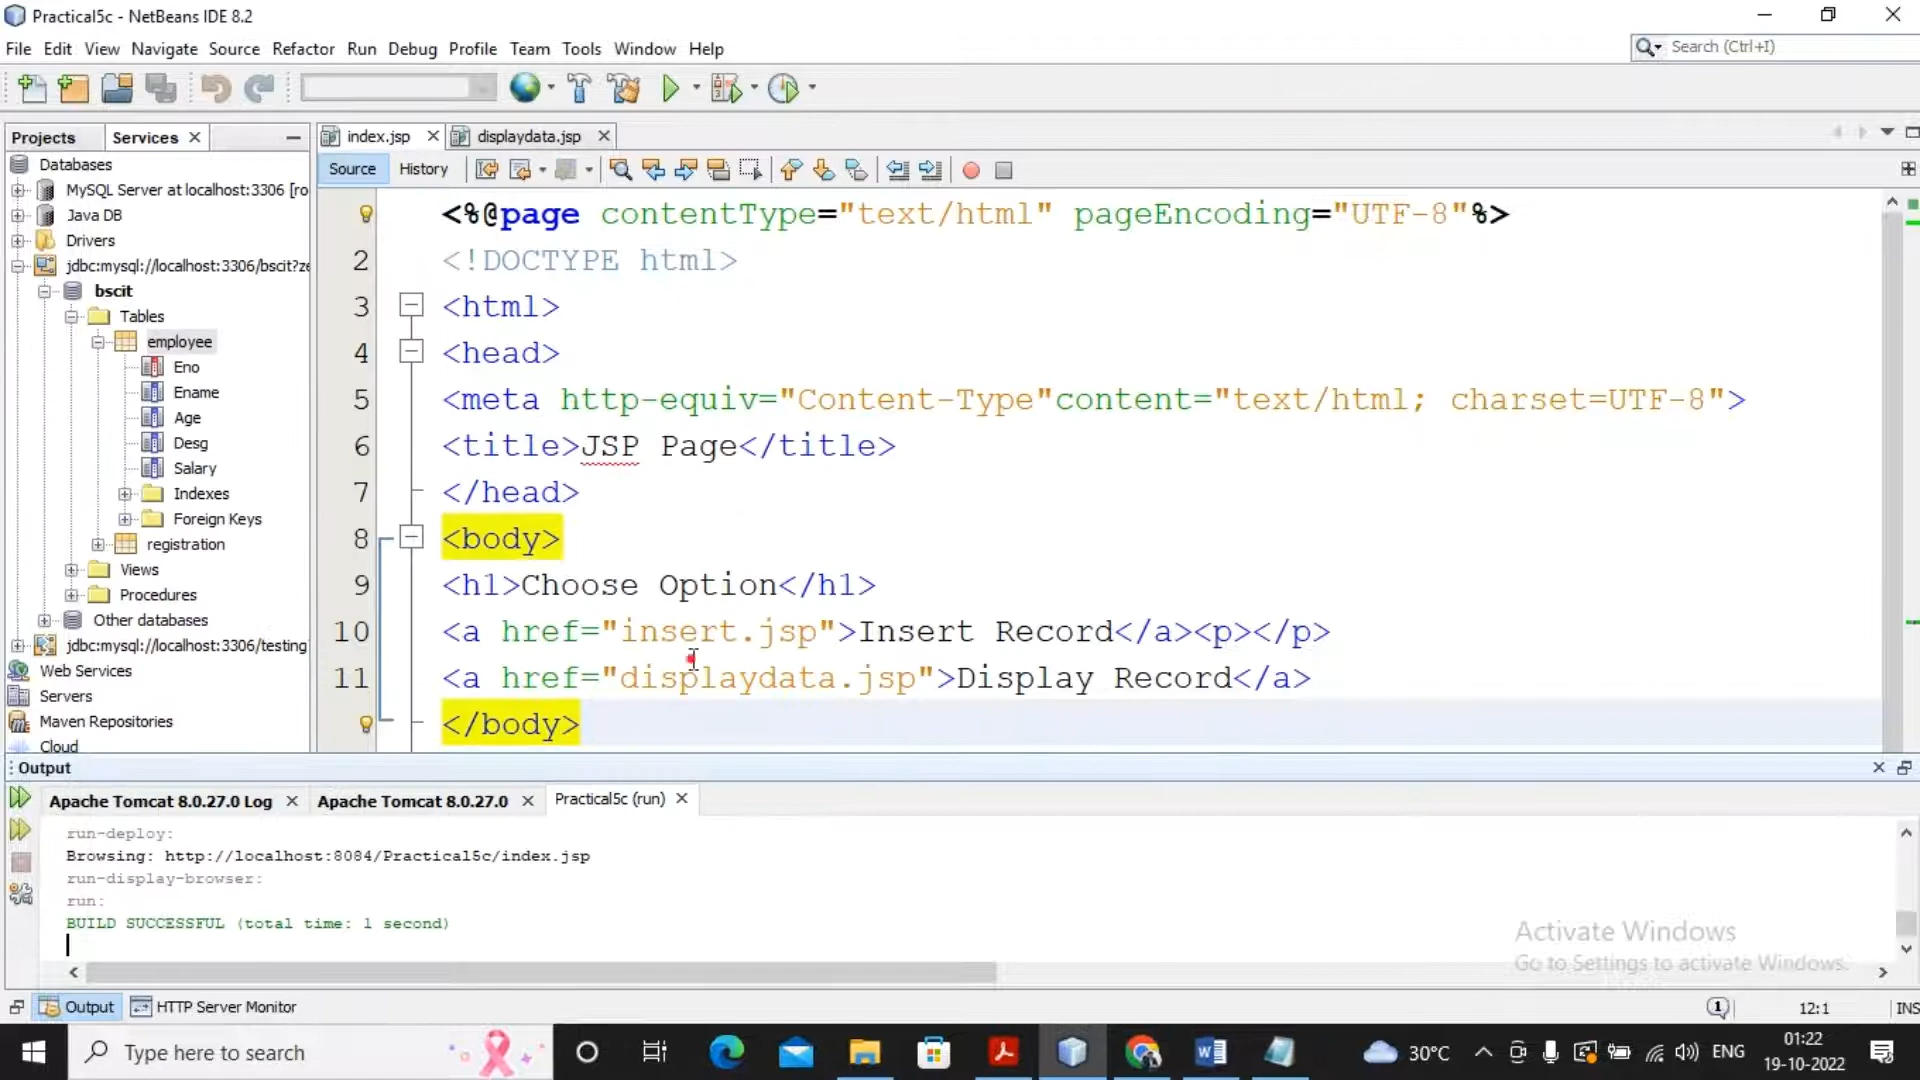 Practical5c - NetBeans IDE 8.2
File Edit View Navigate Source Refactor Run Debug Profile Team Tools Window Help
Search (Ctrl+I)
Projects Services
index.jsp displaydata.jsp
Source History
Databases
MySQL Server at localhost:3306 [ro
Java DB
Drivers
jdbc:mysql://localhost:3306/bscit?ze
bscit
Tables
employee
Eno
Ename
Age
Desg
Salary
Indexes
Foreign Keys
registration
Views
Procedures
Other databases
jdbc:mysql://localhost:3306/testing
Web Services
Servers
Maven Repositories
Cloud
<%@page contentType="text/html" pageEncoding="UTF-8"%>
2 <!DOCTYPE html>
3 <html>
4 <head>
5 <meta http-equiv="Content-Type"content="text/html; charset=UTF-8">
6 <title>JSP Page</title>
7 </head>
8 <body>
9 <h1>Choose Option</h1>
10 <a href="insert.jsp">Insert Record</a><p></p>
11 <a href="displaydata.jsp">Display Record</a>
</body>
Output
Apache Tomcat 8.0.27.0 Log Apache Tomcat 8.0.27.0 Practical5c (run)
run-deploy:
Browsing: http://localhost:8084/Practical5c/index.jsp
run-display-browser:
run:
BUILD SUCCESSFUL (total time: 1 second)
Activate Windows
Go to Settings to activate Windows.
Output HTTP Server Monitor
1 12:1 INS
Type here to search
30°C
ENG
01:22
19-10-2022